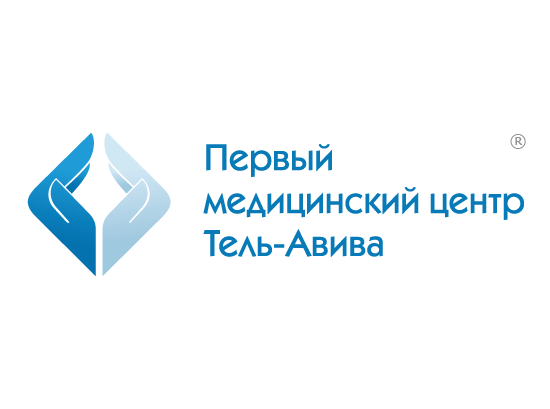 ®
Первый
медицинский центр
Тель-Авива